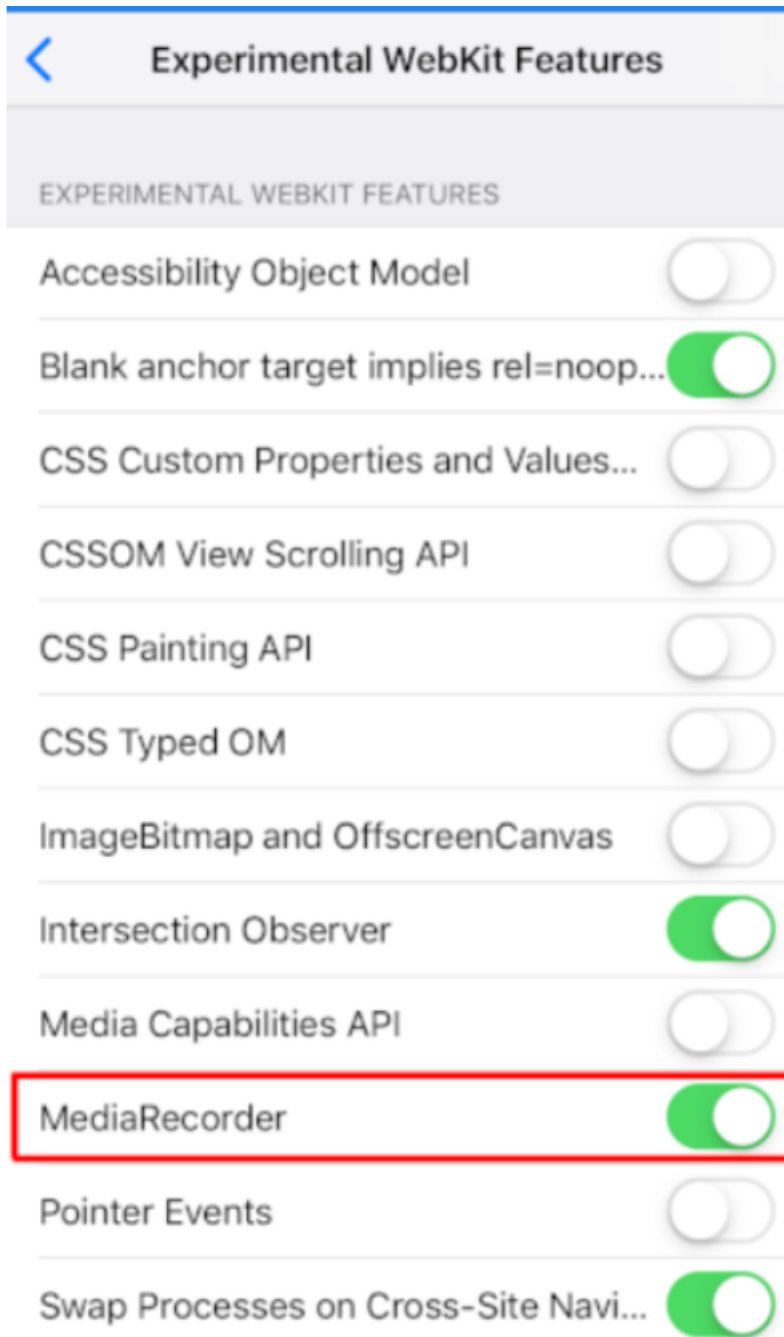 Experimental WebKit Features
EXPERIMENTAL WEBKIT FEATURES
Accessibility Object Model
Blank anchor target implies rel=noop...
CSS Custom Properties and Values...
CSSOM View Scrolling API
CSS Painting API
CSS Typed OM
ImageBitmap and OffscreenCanvas
Intersection Observer
Media Capabilities API
MediaRecorder
Pointer Events
Swap Processes on Cross-Site Navi...